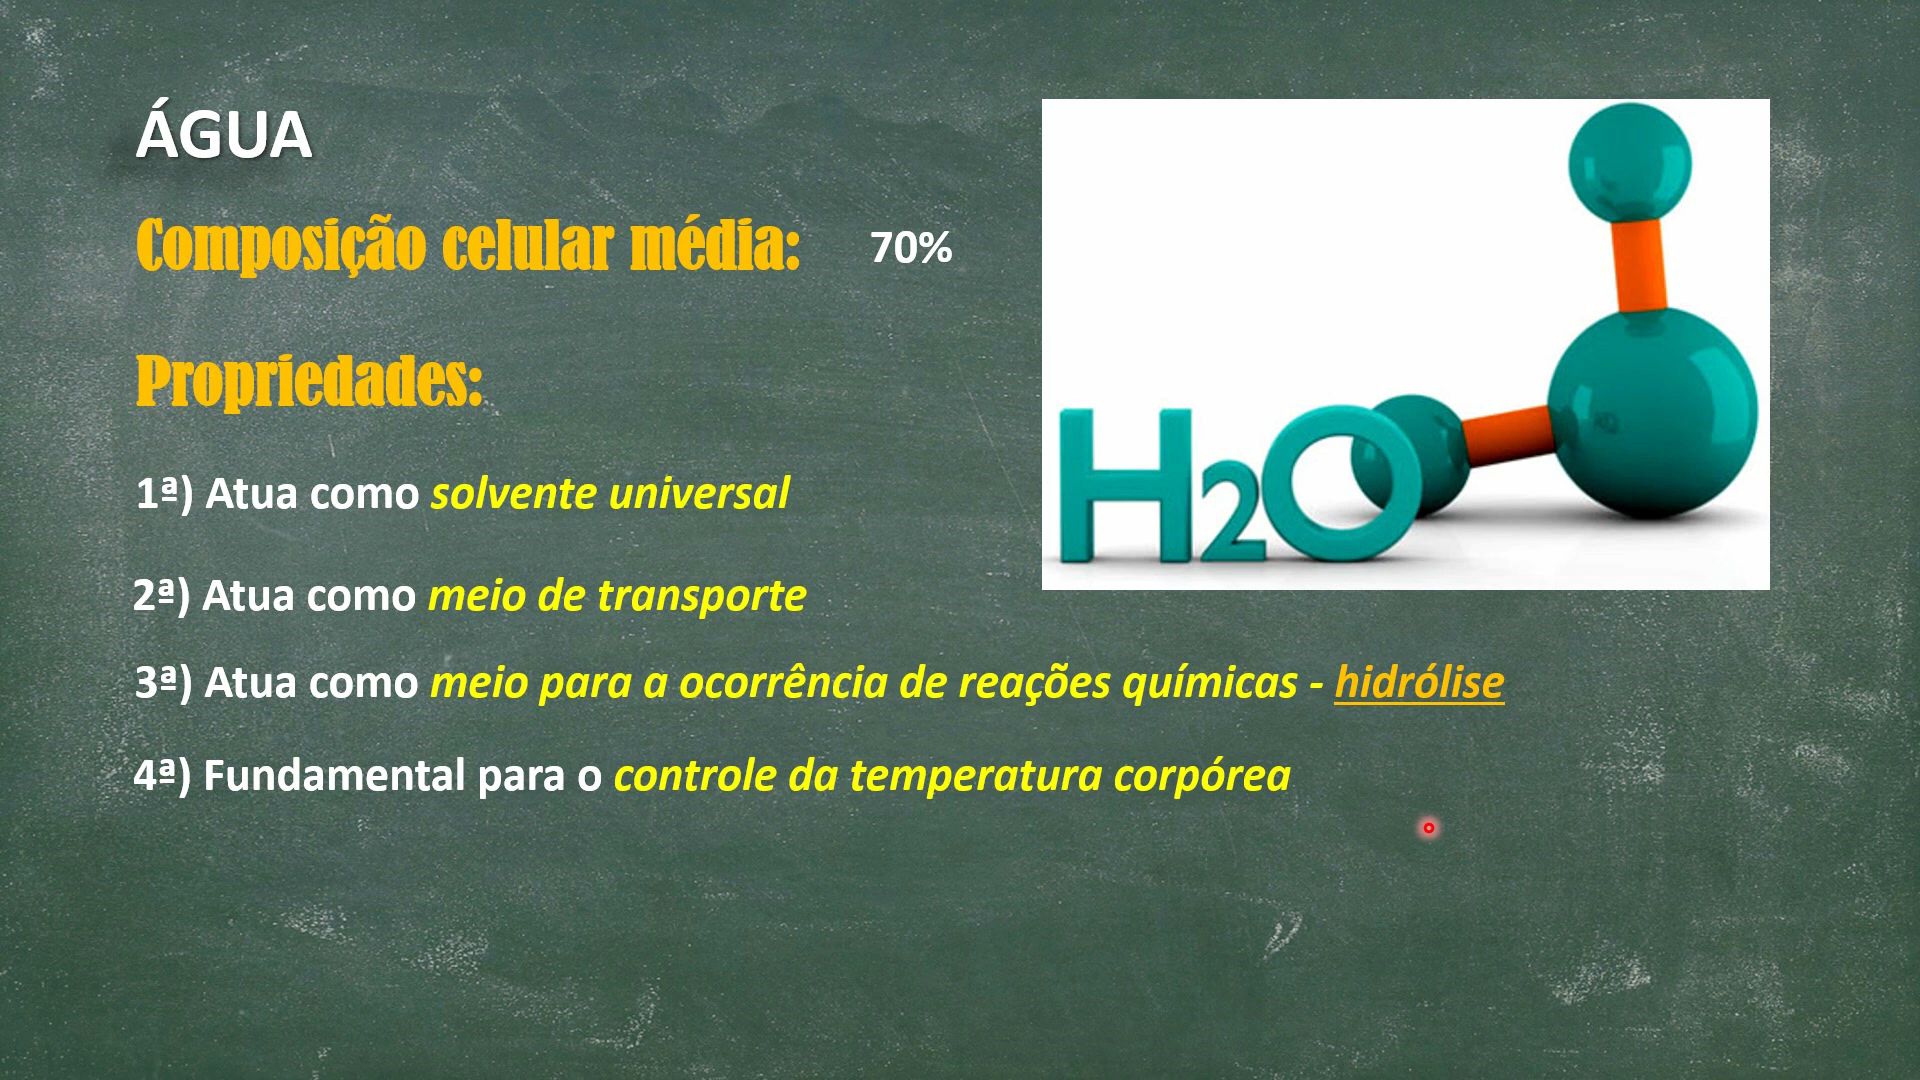 ÁGUA
Composição celular média: 70%
Propriedades:
1ª) Atua como solvente universal
H2O
2ª) Atua como meio de transporte
3ª) Atua como meio para a ocorrência de reações químicas - hidrólise
4ª) Fundamental para o controle da temperatura corpórea